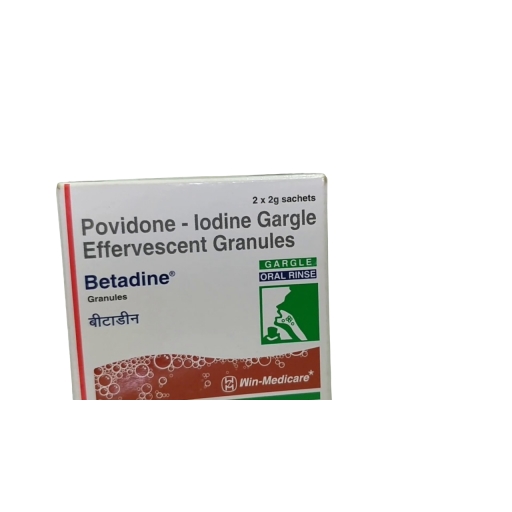 2 x 2g sachets
Povidone - Iodine Gargle
Effervescent Granules
GARGLE
ORAL RINSE
Betadine®
Granules
बीटाडीन
Win-Medicare